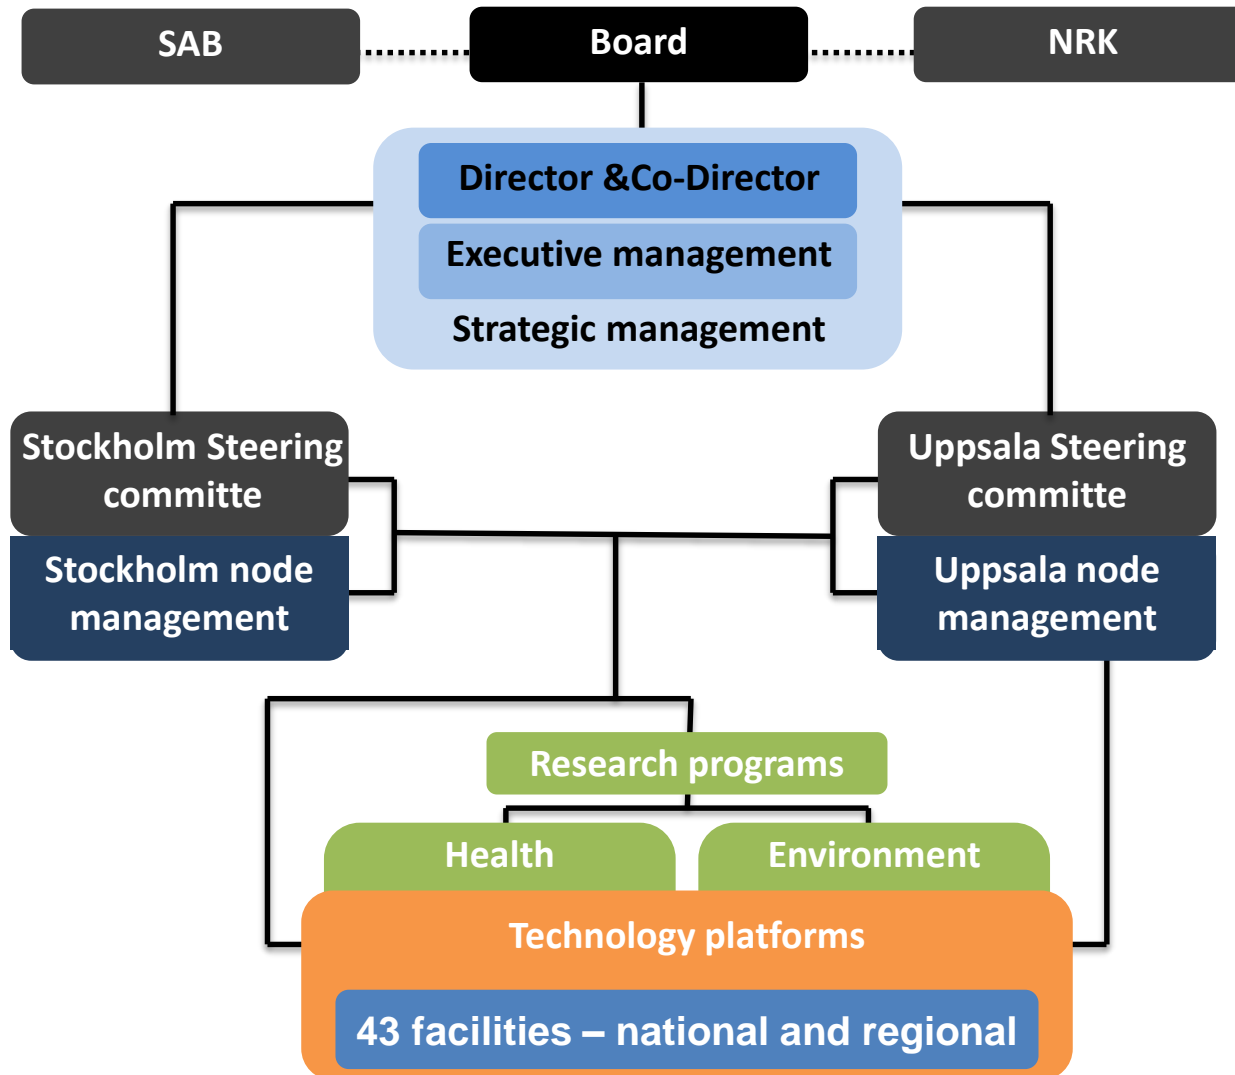 SAB
Board
NRK
Director &Co-Director
Executive management
Strategic management
Stockholm Steering
committe
Uppsala Steering
committe
Stockholm node
management
Uppsala node
management
Research programs
Health
Environment
Technology platforms
43 facilities – national and regional